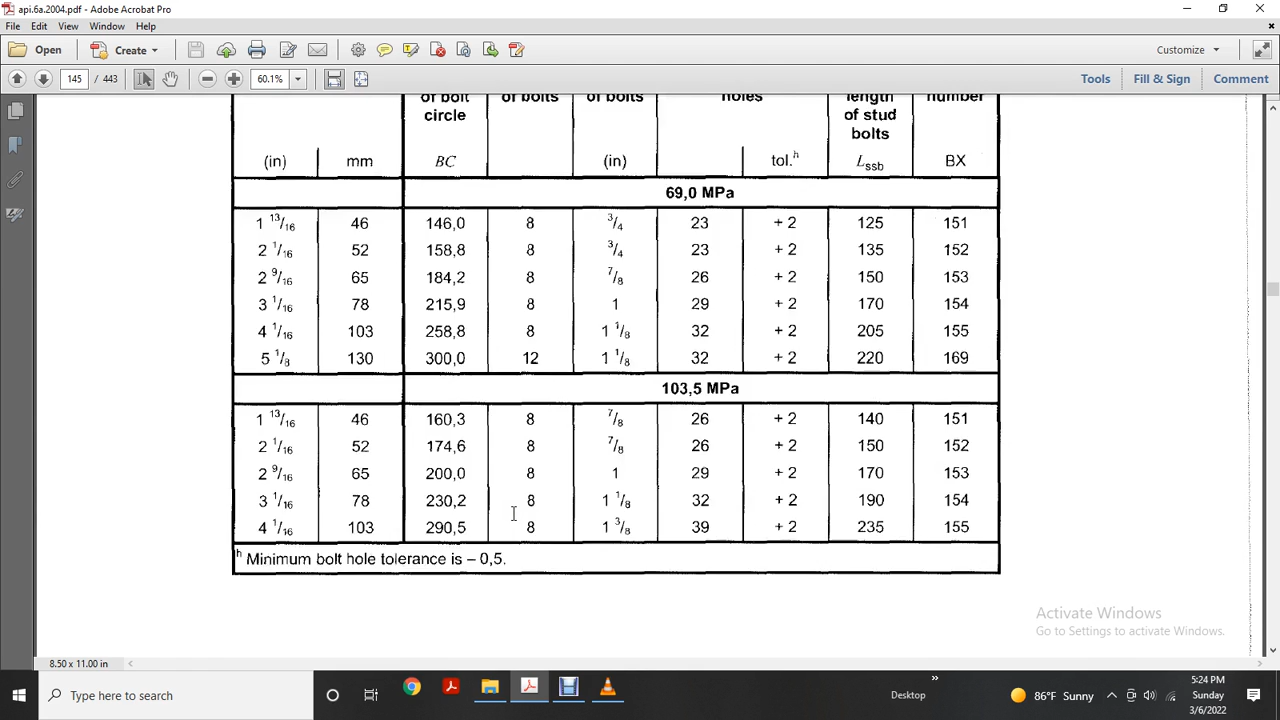 api.6a.2004.pdf - Adobe Acrobat Pro
File Edit View Window Help
Open Create Customize
145 / 443 60.1% Tools Fill & Sign Comment
of bolt of bolts of bolts holes length number
circle of stud
bolts
(in) mm BC (in) tol.h Lssb BX
69,0 MPa
1 13/16 46 146,0 8 3/4 23 + 2 125 151
2 1/16 52 158,8 8 3/4 23 + 2 135 152
2 9/16 65 184,2 8 7/8 26 + 2 150 153
3 1/16 78 215,9 8 1 29 + 2 170 154
4 1/16 103 258,8 8 1 1/8 32 + 2 205 155
5 1/8 130 300,0 12 1 1/8 32 + 2 220 169
103,5 MPa
1 13/16 46 160,3 8 7/8 26 + 2 140 151
2 1/16 52 174,6 8 7/8 26 + 2 150 152
2 9/16 65 200,0 8 1 29 + 2 170 153
3 1/16 78 230,2 8 1 1/8 32 + 2 190 154
4 1/16 103 290,5 8 1 3/8 39 + 2 235 155
h Minimum bolt hole tolerance is – 0,5.
Activate Windows
Go to Settings to activate Windows.
8.50 x 11.00 in
Type here to search Desktop 86°F Sunny 5:24 PM
Sunday
3/6/2022